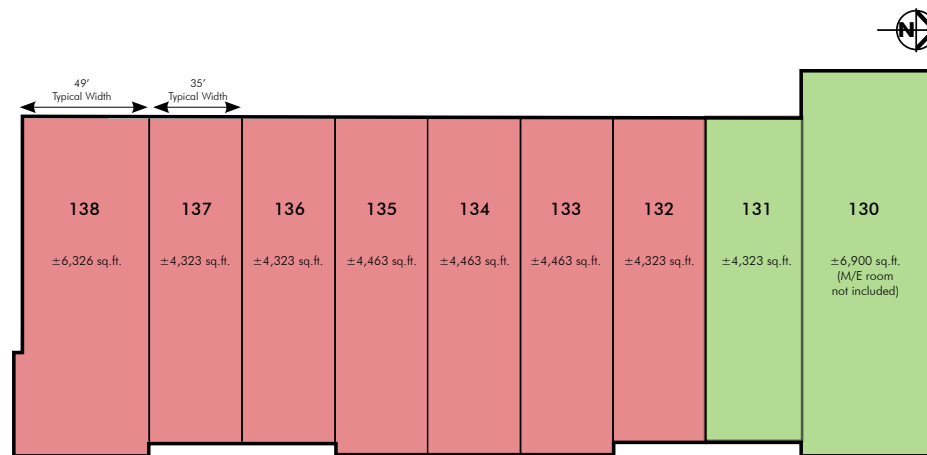 N
49’
Typical Width
35’
Typical Width
138
137
136
135
134
133
132
131
130
±6,326 sq.ft.
±4,323 sq.ft.
±4,323 sq.ft.
±4,463 sq.ft.
±4,463 sq.ft.
±4,463 sq.ft.
±4,323 sq.ft.
±4,323 sq.ft.
±6,900 sq.ft.
(M/E room
not included)